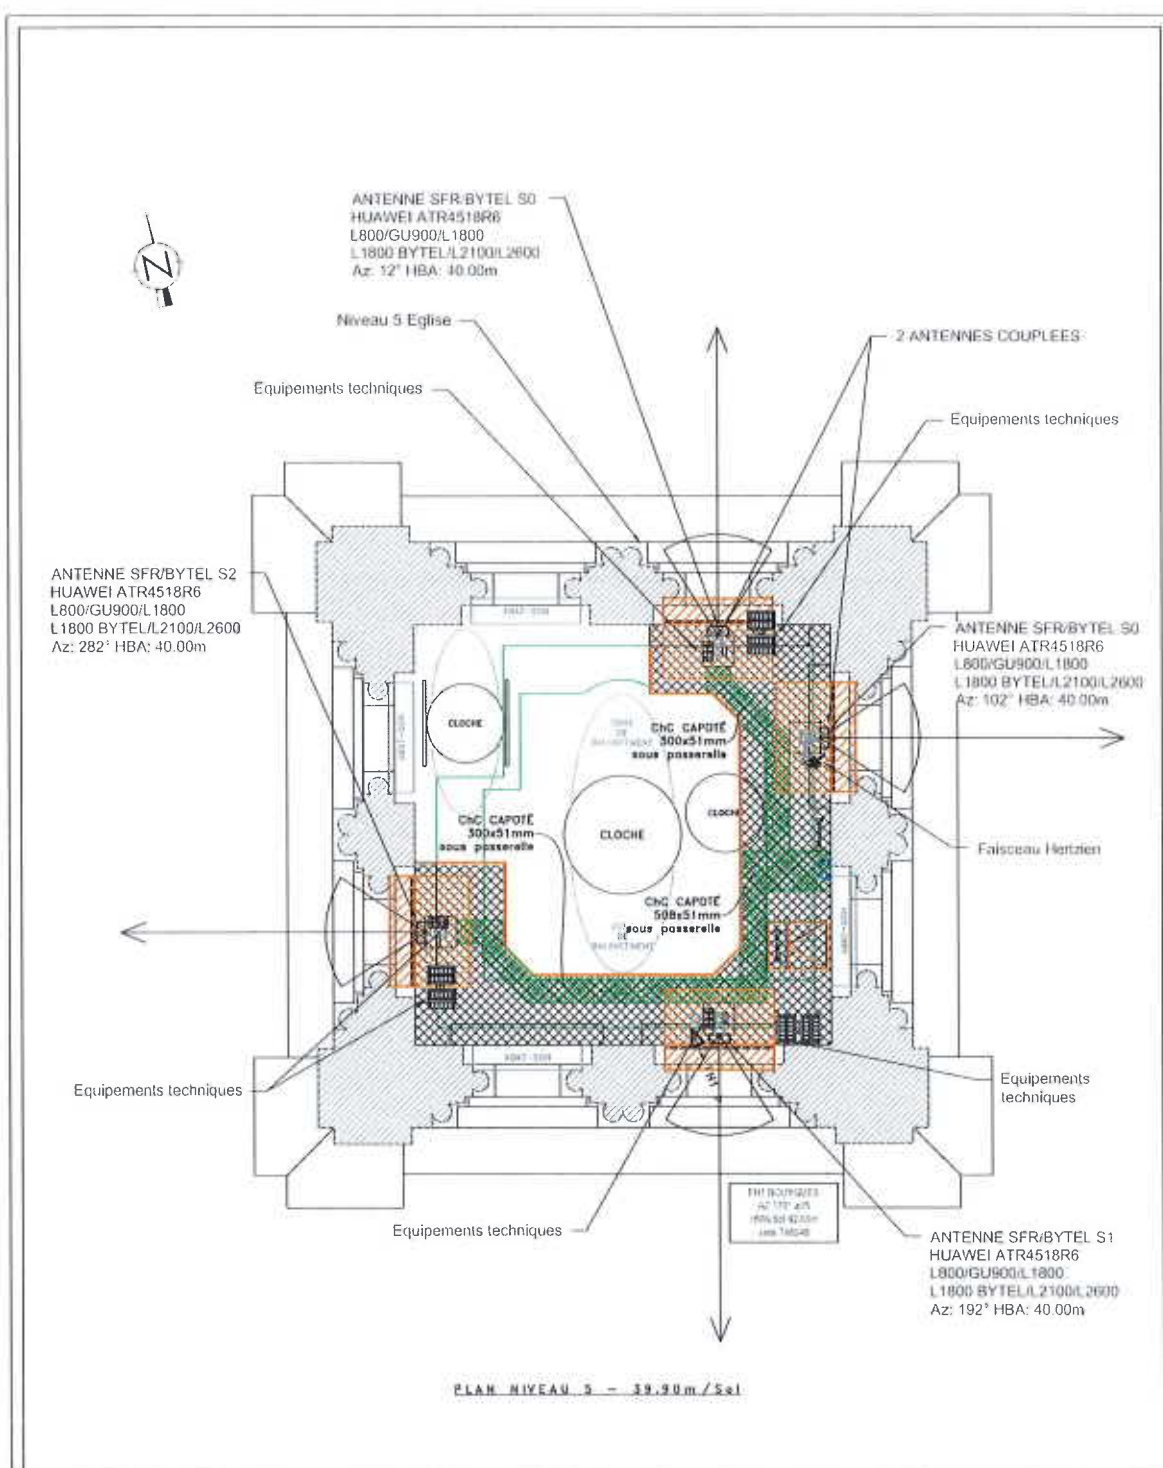 ANTENNE SFR/BYTEL S0
HUAWEI ATR4518R6
L800/GU900/L1800
L1800 BYTEL/L2100/L2600
Az: 12° HBA: 40.00m
N
Niveau 5 Eglise
2 ANTENNES COUPLEES
Equipements techniques
Equipements techniques
ANTENNE SFR/BYTEL S2
HUAWEI ATR4518R6
L800/GU900/L1800
L1800 BYTEL/L2100/L2600
Az: 282° HBA: 40.00m
ANTENNE SFR/BYTEL S0
HUAWEI ATR4518R6
L800/GU900/L1800
L1800 BYTEL/L2100/L2600
Az: 102° HBA: 40.00m
CLOCHE
ChC CAPOTÉ
300x51mm
sous passerelle
CLOCHE
CLOCHE
ChC CAPOTÉ
300x51mm
sous passerelle
Faisceau Hertzien
ChC CAPOTÉ
508x51mm
sous passerelle
Equipements techniques
Equipements
techniques
Equipements techniques
ANTENNE SFR/BYTEL S1
HUAWEI ATR4518R6
L800/GU900/L1800
L1800 BYTEL/L2100/L2600
Az: 192° HBA: 40.00m
PLAN NIVEAU 5 - 39.90m/Sol